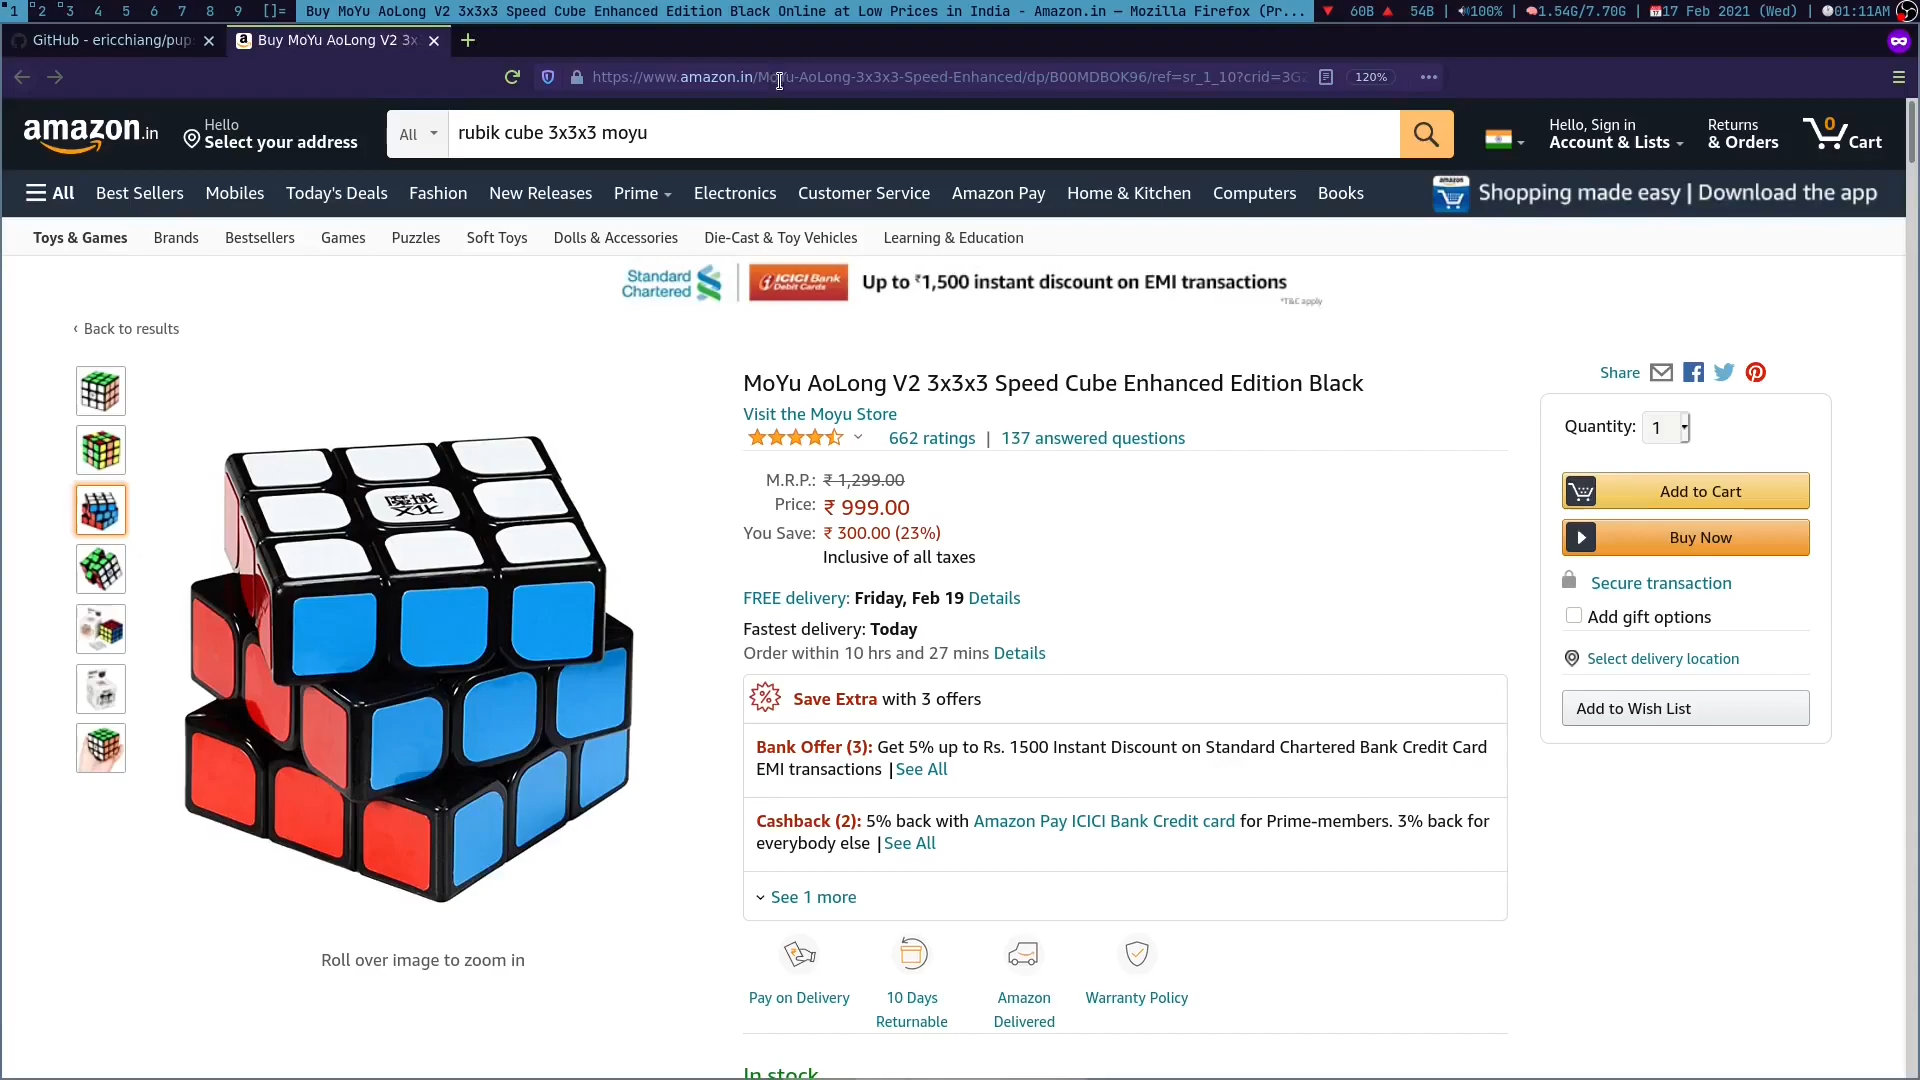 1 2 3 4 5 6 7 8 9 []= Buy MoYu AoLong V2 3x3x3 Speed Cube Enhanced Edition Black Online at Low Prices in India - Amazon.in — Mozilla Firefox (Pr... 60B 54B | 100% | 1.54G/7.70G | 17 Feb 2021 (Wed) | 01:11AM
GitHub - ericchiang/pup Buy MoYu AoLong V2 3x
https://www.amazon.in/MoYu-AoLong-3x3x3-Speed-Enhanced/dp/B00MDBOK96/ref=sr_1_10?crid=3G 120%
amazon.in
Hello
Select your address
All
rubik cube 3x3x3 moyu
Hello, Sign in
Account & Lists
Returns
& Orders
0
Cart
All Best Sellers Mobiles Today's Deals Fashion New Releases Prime Electronics Customer Service Amazon Pay Home & Kitchen Computers Books
amazon
Shopping made easy | Download the app
Toys & Games Brands Bestsellers Games Puzzles Soft Toys Dolls & Accessories Die-Cast & Toy Vehicles Learning & Education
Standard
Chartered
ICICI Bank
Debit Cards
Up to ₹1,500 instant discount on EMI transactions
*T&C apply
‹ Back to results
魔域
文化
Roll over image to zoom in
MoYu AoLong V2 3x3x3 Speed Cube Enhanced Edition Black
Visit the Moyu Store
662 ratings | 137 answered questions
M.R.P.: ₹ 1,299.00
Price: ₹ 999.00
You Save: ₹ 300.00 (23%)
Inclusive of all taxes
FREE delivery: Friday, Feb 19 Details
Fastest delivery: Today
Order within 10 hrs and 27 mins Details
Save Extra with 3 offers
Bank Offer (3): Get 5% up to Rs. 1500 Instant Discount on Standard Chartered Bank Credit Card
EMI transactions | See All
Cashback (2): 5% back with Amazon Pay ICICI Bank Credit card for Prime-members. 3% back for
everybody else | See All
See 1 more
Pay on Delivery
10 Days
Returnable
Amazon
Delivered
Warranty Policy
In stock
Share
Quantity: 1
Add to Cart
Buy Now
Secure transaction
Add gift options
Select delivery location
Add to Wish List